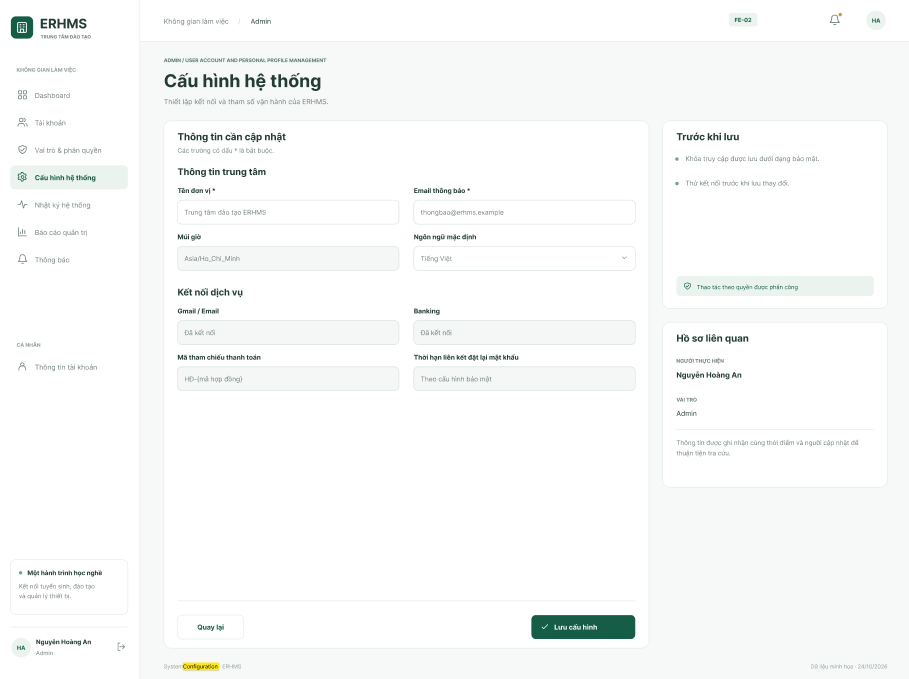 ERHMS
TRUNG TÂM ĐÀO TẠO
KHÔNG GIAN LÀM VIỆC
Dashboard
Tài khoản
Vai trò & phân quyền
Cấu hình hệ thống
Nhật ký hệ thống
Báo cáo quản trị
Thông báo
CÁ NHÂN
Thông tin tài khoản
Một hành trình học nghề
Kết nối tuyển sinh, đào tạo
và quản lý thiết bị.
HA
Nguyễn Hoàng An
Admin
Không gian làm việc / Admin
FE-02
HA
ADMIN / USER ACCOUNT AND PERSONAL PROFILE MANAGEMENT
Cấu hình hệ thống
Thiết lập kết nối và tham số vận hành của ERHMS.
Thông tin cần cập nhật
Các trường có dấu * là bắt buộc.
Thông tin trung tâm
Tên đơn vị *
Trung tâm đào tạo ERHMS
Email thông báo *
thongbao@erhms.example
Múi giờ
Asia/Ho_Chi_Minh
Ngôn ngữ mặc định
Tiếng Việt
Kết nối dịch vụ
Gmail / Email
Đã kết nối
Banking
Đã kết nối
Mã tham chiếu thanh toán
HĐ-{mã hợp đồng}
Thời hạn liên kết đặt lại mật khẩu
Theo cấu hình bảo mật
Quay lại
Lưu cấu hình
Trước khi lưu
Khóa truy cập được lưu dưới dạng bảo mật.
Thử kết nối trước khi lưu thay đổi.
Thao tác theo quyền được phân công
Hồ sơ liên quan
NGƯỜI THỰC HIỆN
Nguyễn Hoàng An
VAI TRÒ
Admin
Thông tin được ghi nhận cùng thời điểm và người cập nhật để
thuận tiện tra cứu.
SystemConfiguration · ERHMS
Dữ liệu minh họa · 24/10/2026